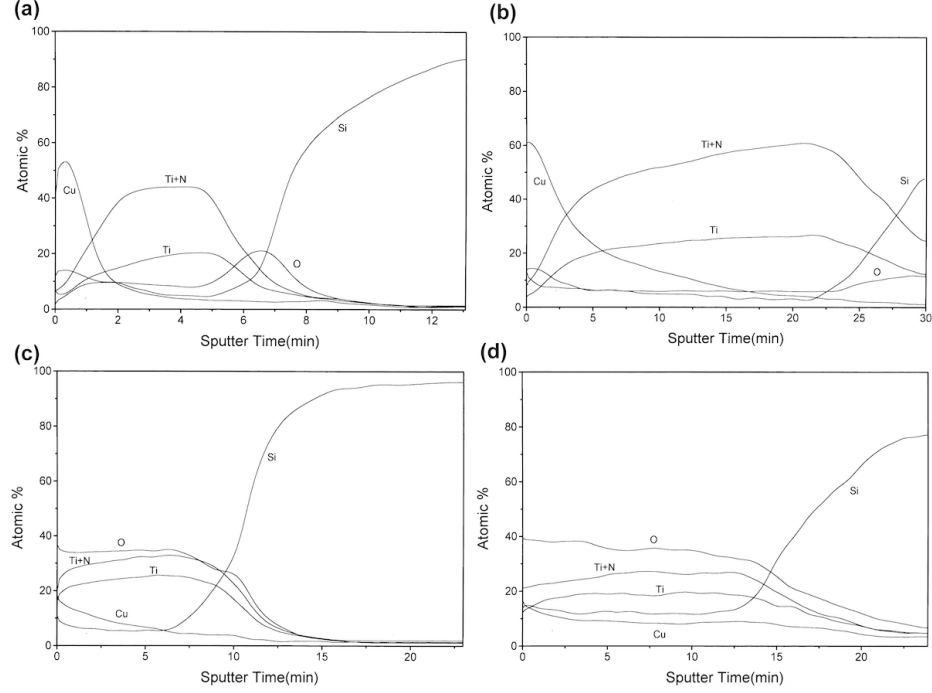 (a)
100
80
60
40
20
0
Atomic %
Cu
Ti+N
Ti
O
Si
0 2 4 6 8 10 12
Sputter Time(min)
(b)
100
80
60
40
20
0
Atomic %
Cu
Ti+N
Ti
Si
O
0 5 10 15 20 25 30
Sputter Time(min)
(c)
100
80
60
40
20
0
Atomic %
Si
O
Ti+N
Ti
Cu
0 5 10 15 20
Sputter Time(min)
(d)
100
80
60
40
20
0
Atomic %
Si
O
Ti+N
Ti
Cu
0 5 10 15 20
Sputter Time(min)